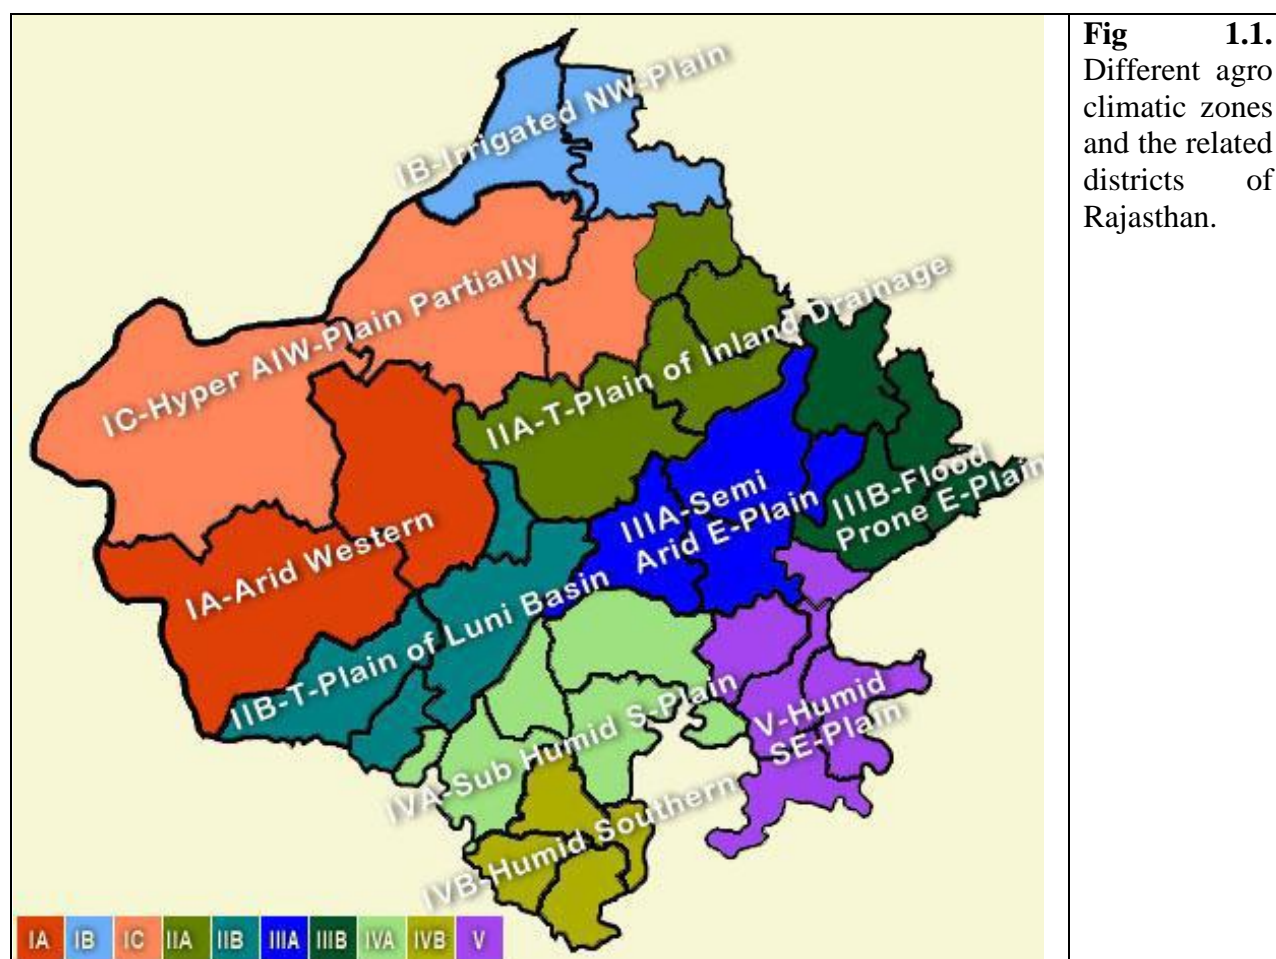 Fig 1.1.
Different agro
climatic zones
and the related
districts of
Rajasthan.
IB-Irrigated NW-Plain
IC-Hyper AIW-Plain Partially
IIA-T-Plain of Inland Drainage
IIIA-Semi
Arid E-Plain
IIIB-Flood
Prone E-Plain
IA-Arid Western
IIB-T-Plain of Luni Basin
IVA-Sub Humid S-Plain
V-Humid
SE-Plain
IVB-Humid Southern
IA IB IC IIA IIB IIIA IIIB IVA IVB V